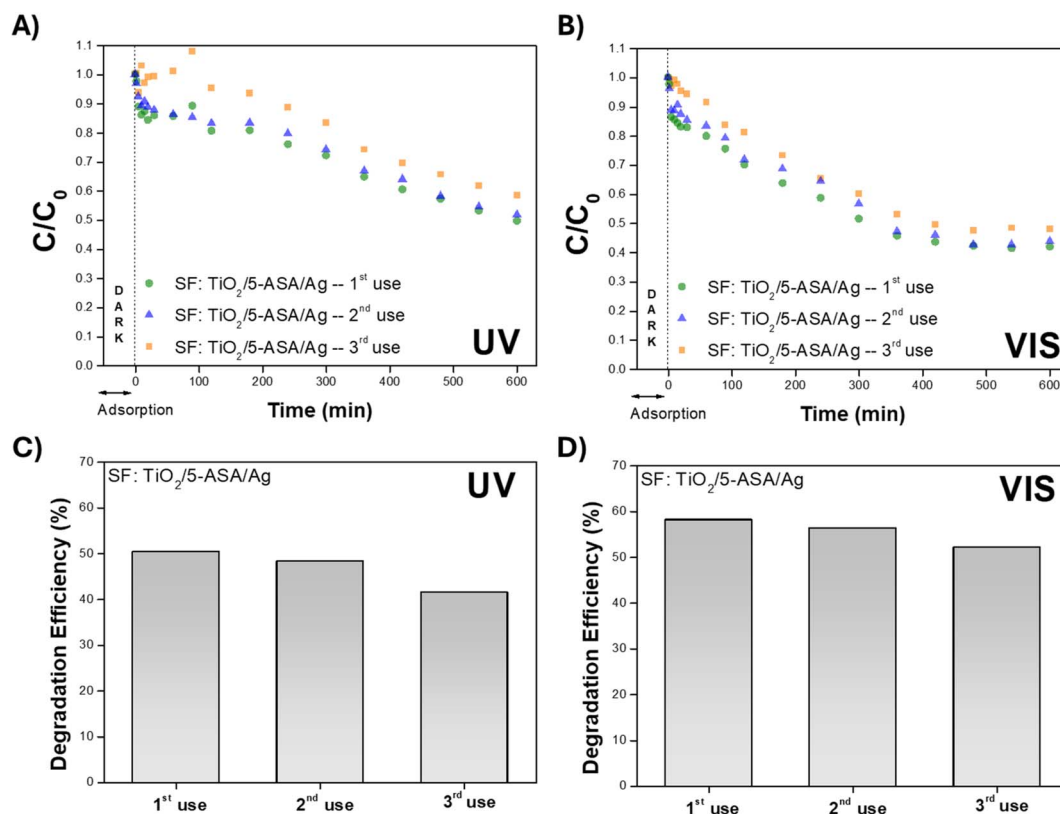 A)
1.1
1.0
0.9
0.8
0.7
0.6
0.5
0.4
0.3
0.2
0.1
0.0
C/C₀
DARK
SF: TiO₂/5-ASA/Ag -- 1ˢᵗ use
SF: TiO₂/5-ASA/Ag -- 2ⁿᵈ use
SF: TiO₂/5-ASA/Ag -- 3ʳᵈ use
UV
0 100 200 300 400 500 600
Adsorption
Time (min)
B)
1.1
1.0
0.9
0.8
0.7
0.6
0.5
0.4
0.3
0.2
0.1
0.0
C/C₀
DARK
SF: TiO₂/5-ASA/Ag -- 1ˢᵗ use
SF: TiO₂/5-ASA/Ag -- 2ⁿᵈ use
SF: TiO₂/5-ASA/Ag -- 3ʳᵈ use
VIS
0 100 200 300 400 500 600
Adsorption
Time (min)
C)
70
60
50
40
30
20
10
0
Degradation Efficiency (%)
SF: TiO₂/5-ASA/Ag
UV
1ˢᵗ use 2ⁿᵈ use 3ʳᵈ use
D)
70
60
50
40
30
20
10
0
Degradation Efficiency (%)
SF: TiO₂/5-ASA/Ag
VIS
1ˢᵗ use 2ⁿᵈ use 3ʳᵈ use